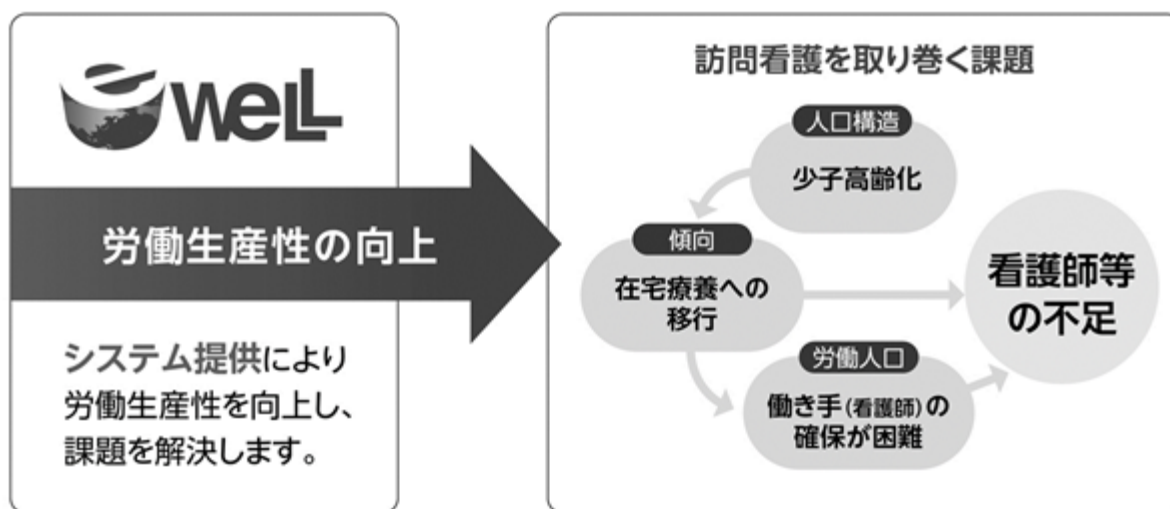 eWeLL
労働生産性の向上
システム提供により
労働生産性を向上し、
課題を解決します。
訪問看護を取り巻く課題
人口構造
少子高齢化
傾向
在宅療養への
移行
労働人口
働き手(看護師)の
確保が困難
看護師等
の不足